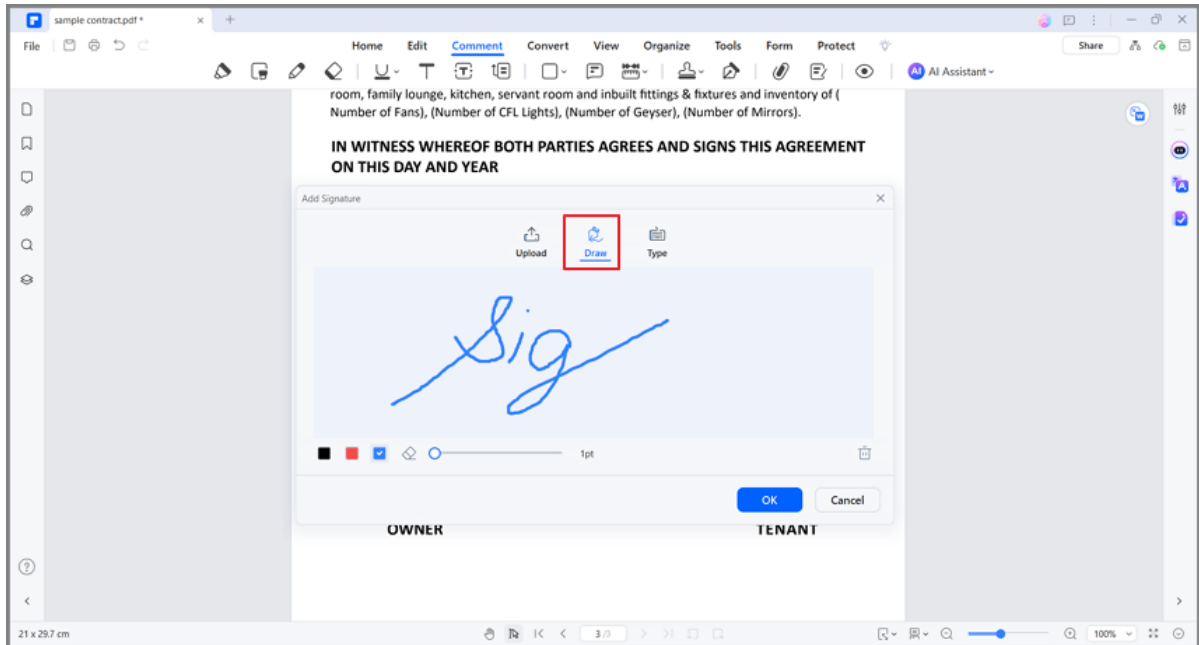 sample contract.pdf *
File
Home Edit Comment Convert View Organize Tools Form Protect
Share
AI AI Assistant
room, family lounge, kitchen, servant room and inbuilt fittings & fixtures and inventory of (
Number of Fans), (Number of CFL Lights), (Number of Geyser), (Number of Mirrors).
IN WITNESS WHEREOF BOTH PARTIES AGREES AND SIGNS THIS AGREEMENT
ON THIS DAY AND YEAR
Add Signature
Upload Draw Type
Sig
1pt
OK Cancel
OWNER TENANT
21 x 29.7 cm
3 /3
100%